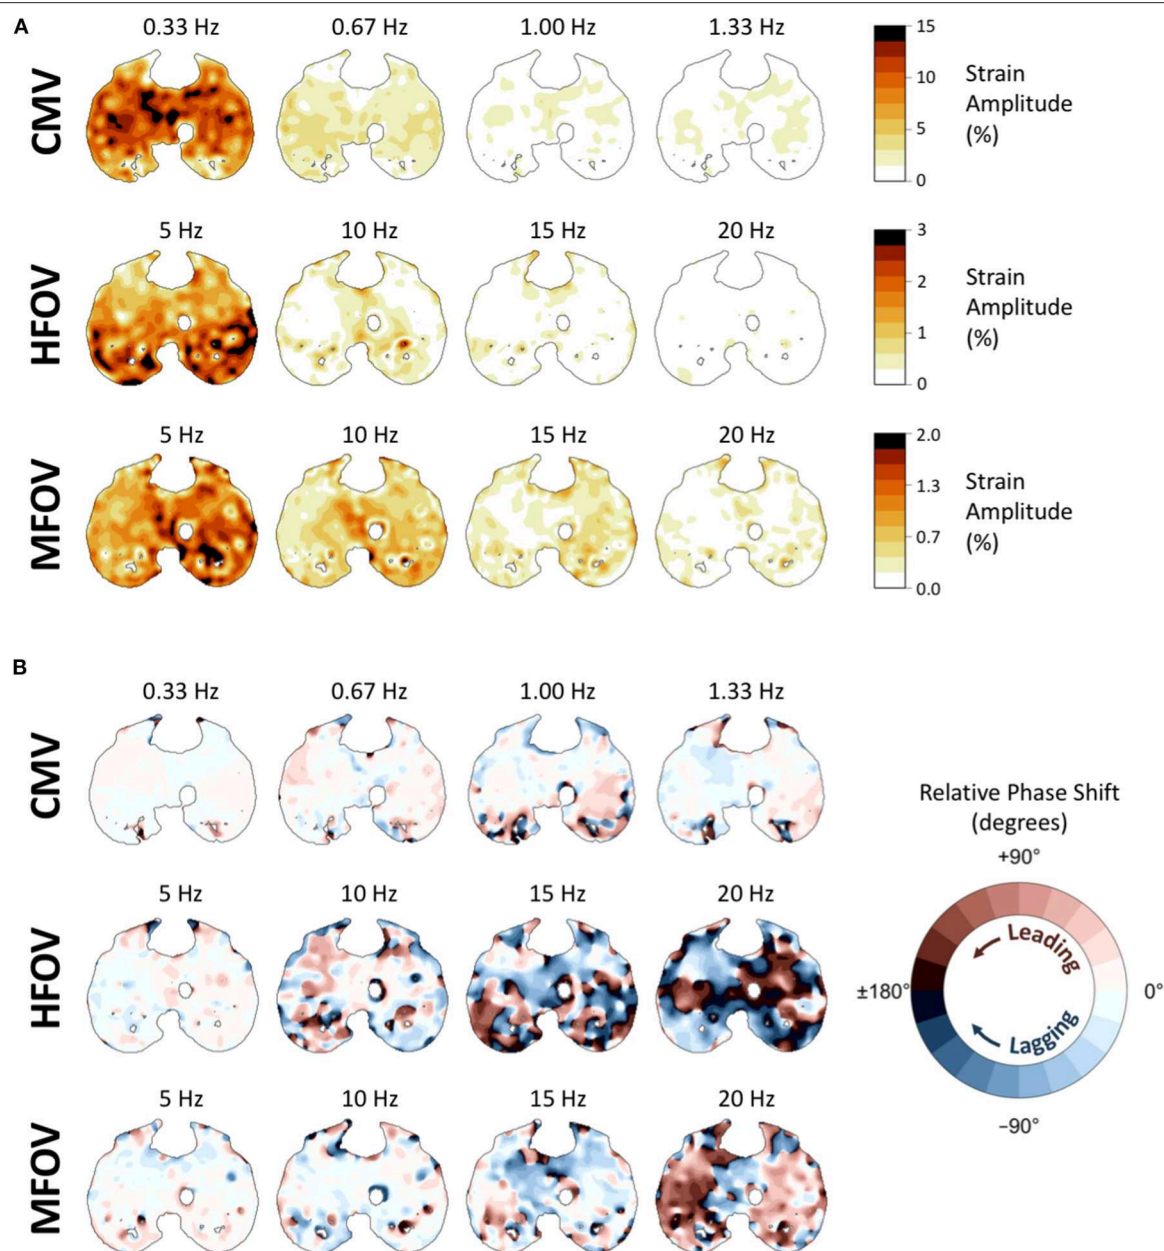 A
0.33 Hz 0.67 Hz 1.00 Hz 1.33 Hz
CMV
15
10
5
0
Strain
Amplitude
(%)
5 Hz 10 Hz 15 Hz 20 Hz
HFOV
3
2
1
0
Strain
Amplitude
(%)
5 Hz 10 Hz 15 Hz 20 Hz
MFOV
2.0
1.3
0.7
0.0
Strain
Amplitude
(%)
B
0.33 Hz 0.67 Hz 1.00 Hz 1.33 Hz
CMV
5 Hz 10 Hz 15 Hz 20 Hz
HFOV
5 Hz 10 Hz 15 Hz 20 Hz
MFOV
Relative Phase Shift
(degrees)
+90°
Leading
±180° 0°
Lagging
−90°